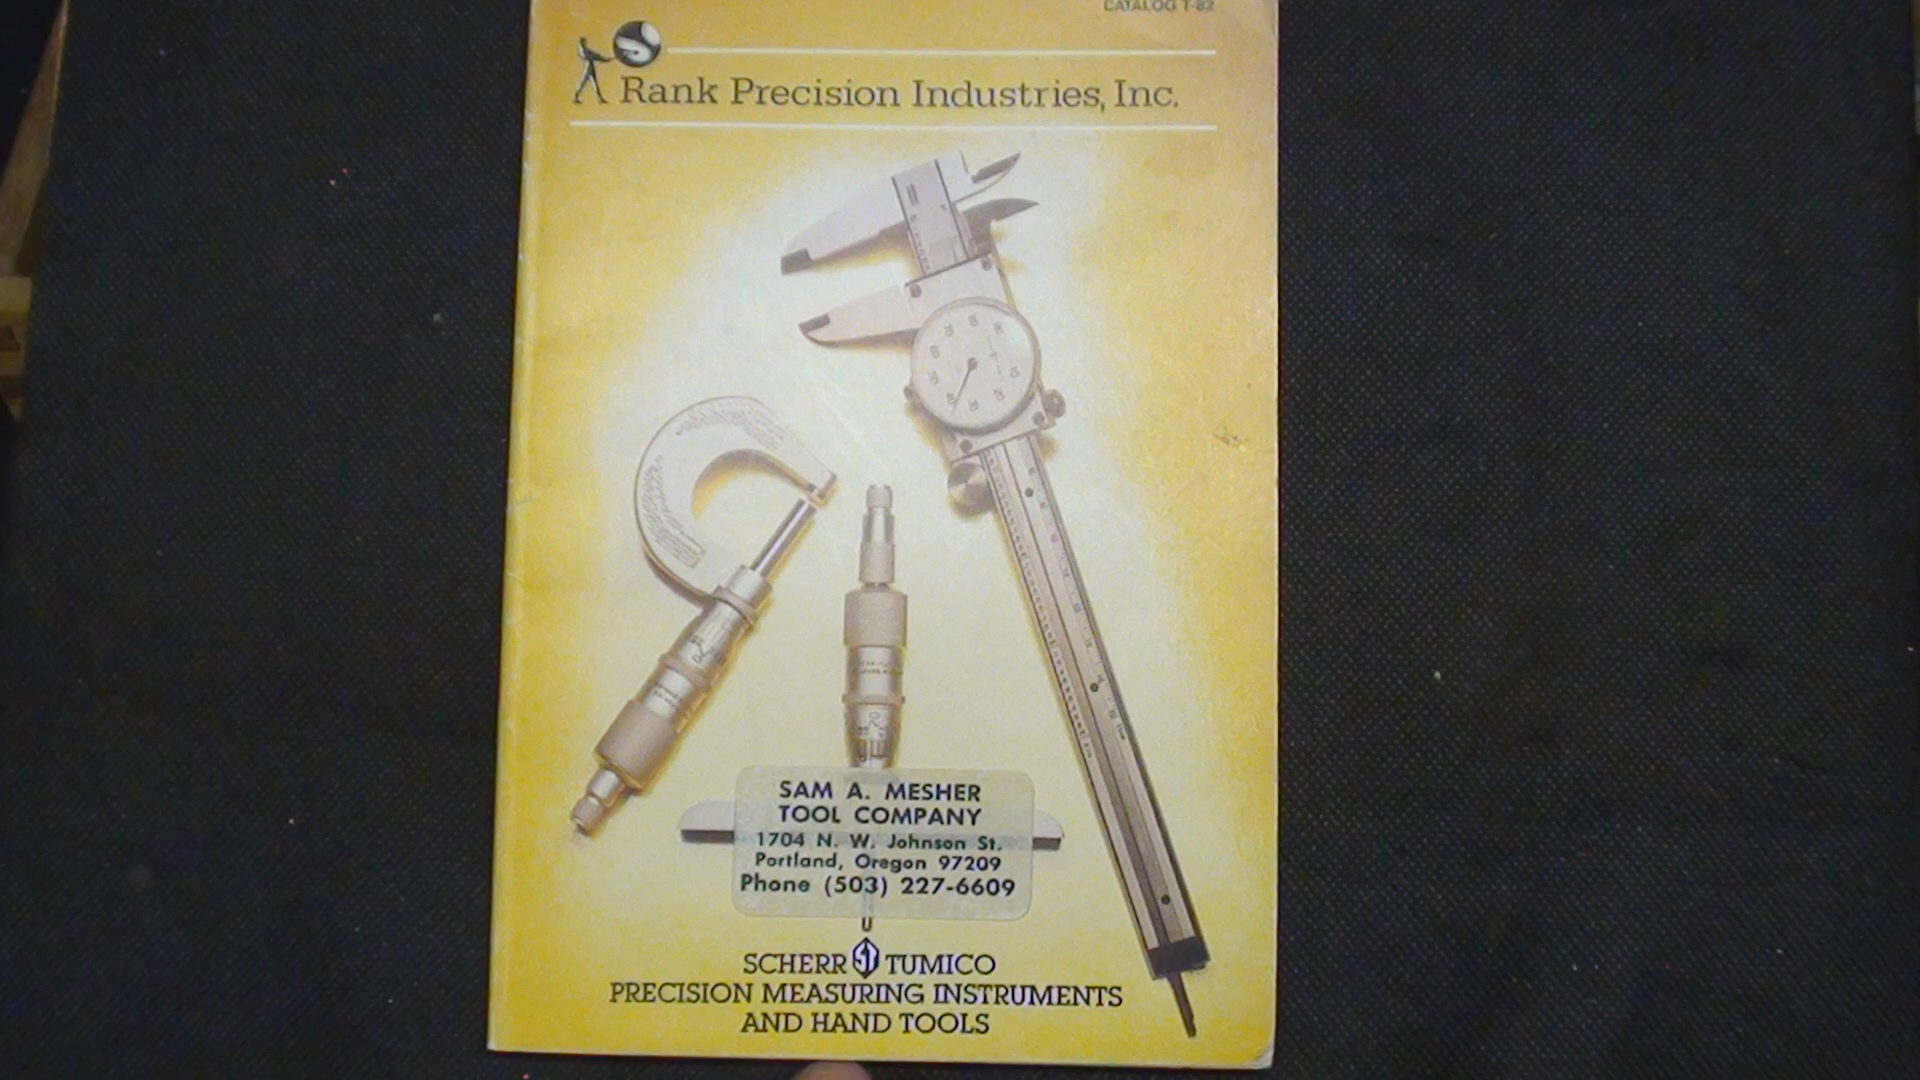 CATALOG T-82
Rank Precision Industries, Inc.
SAM A. MESHER
TOOL COMPANY
1704 N. W. Johnson St.
Portland, Oregon 97209
Phone (503) 227-6609
SCHERR ST TUMICO
PRECISION MEASURING INSTRUMENTS
AND HAND TOOLS